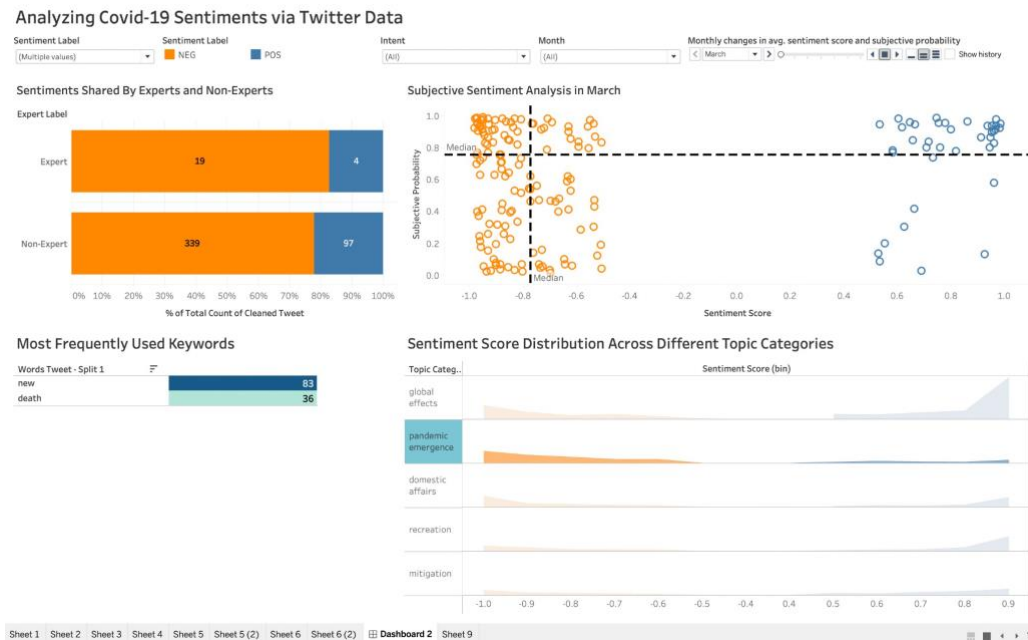 Analyzing Covid-19 Sentiments via Twitter Data
Sentiment Label
(Multiple values)
Sentiment Label
NEG
POS
Intent
(All)
Month
(All)
Monthly changes in avg. sentiment score and subjective probability
March
Show history
Sentiments Shared By Experts and Non-Experts
Expert Label
Expert
19
4
Non-Expert
339
97
0% 10% 20% 30% 40% 50% 60% 70% 80% 90% 100%
% of Total Count of Cleaned Tweet
Subjective Sentiment Analysis in March
Subjective Probability
1.0
0.8
0.6
0.4
0.2
0.0
Median
Median
-1.0 -0.8 -0.6 -0.4 -0.2 0.0 0.2 0.4 0.6 0.8 1.0
Sentiment Score
Most Frequently Used Keywords
Words Tweet - Split 1
new 83
death 36
Sentiment Score Distribution Across Different Topic Categories
Topic Categ.. Sentiment Score (bin)
global
effects
pandemic
emergence
domestic
affairs
recreation
mitigation
-1.0 -0.9 -0.8 -0.7 -0.6 -0.5 -0.4 0.4 0.5 0.6 0.7 0.8 0.9
Sheet 1 Sheet 2 Sheet 3 Sheet 4 Sheet 5 Sheet 5 (2) Sheet 6 Sheet 6 (2) Dashboard 2 Sheet 9